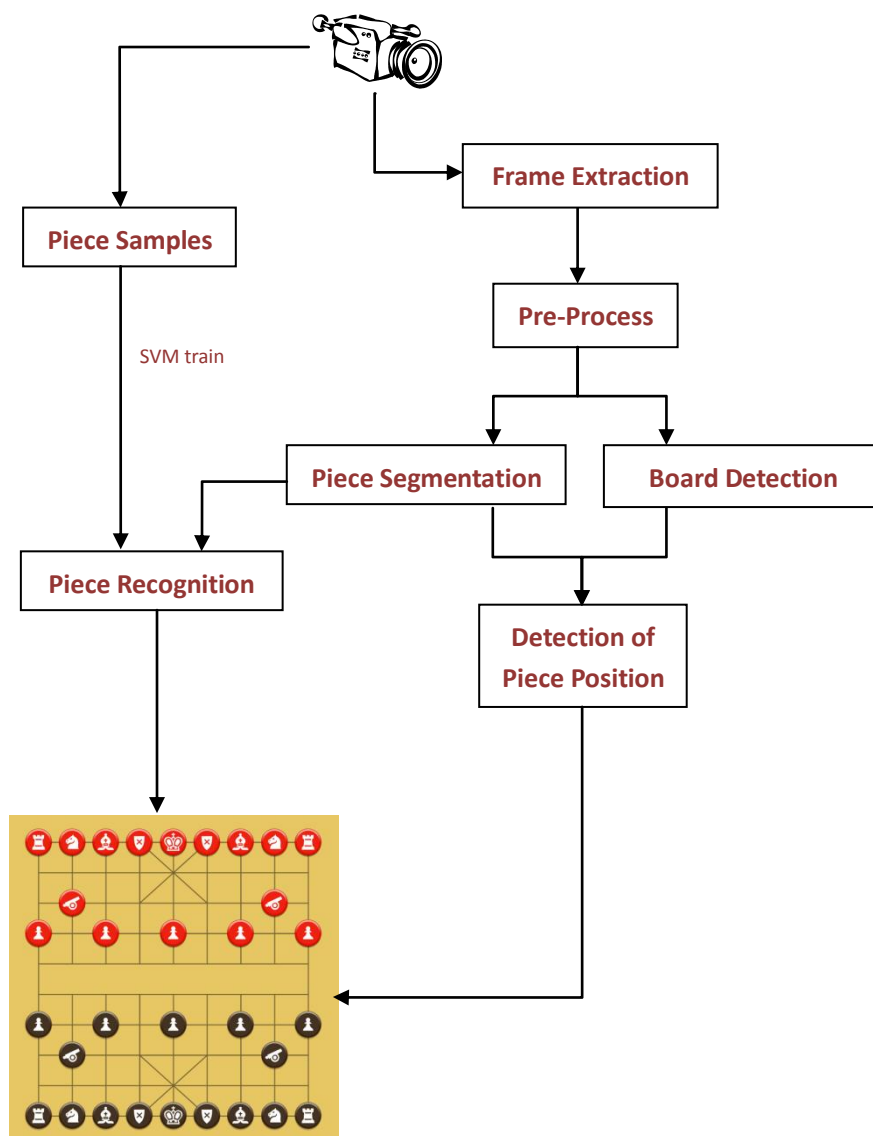 Frame Extraction
Piece Samples
Pre-Process
SVM train
Piece Segmentation
Board Detection
Piece Recognition
Detection of
Piece Position